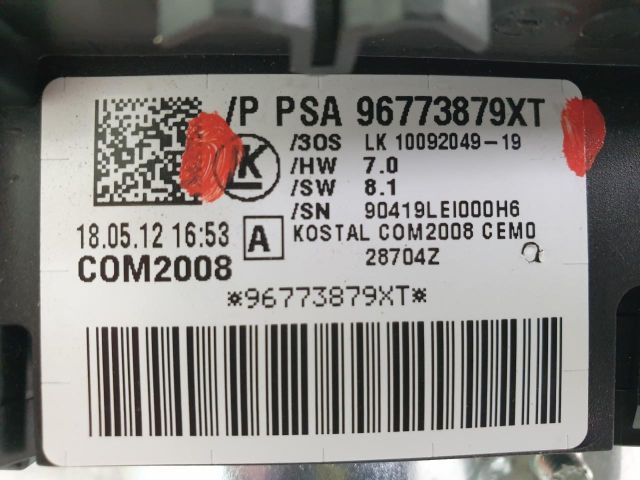 /P PSA 96773879XT
/3OS LK 10092049-19
K
/HW 7.0
/SW 8.1
/SN 90419LEI000H6
18.05.12 16:53 A KOSTAL COM2008 CEM0
28704Z
COM2008
*96773879XT*